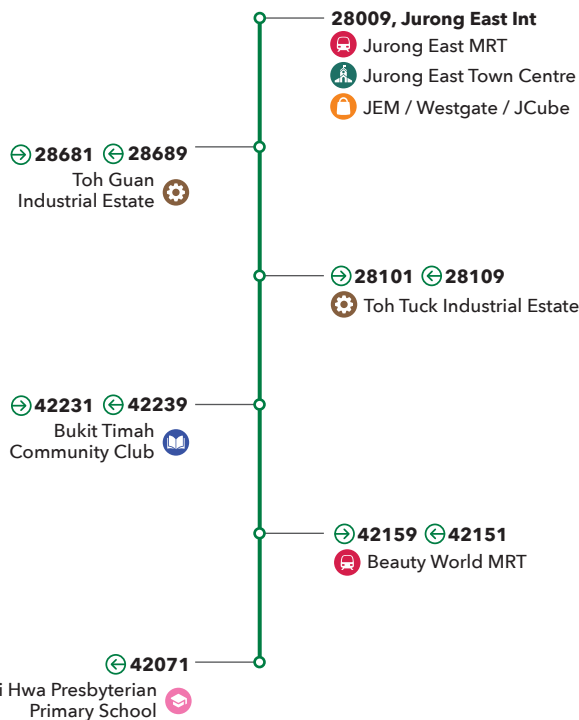 28009, Jurong East Int
Jurong East MRT
Jurong East Town Centre
JEM / Westgate / JCube
28681 28689
Toh Guan
Industrial Estate
28101 28109
Toh Tuck Industrial Estate
42231 42239
Bukit Timah
Community Club
42159 42151
Beauty World MRT
42071
i Hwa Presbyterian
Primary School